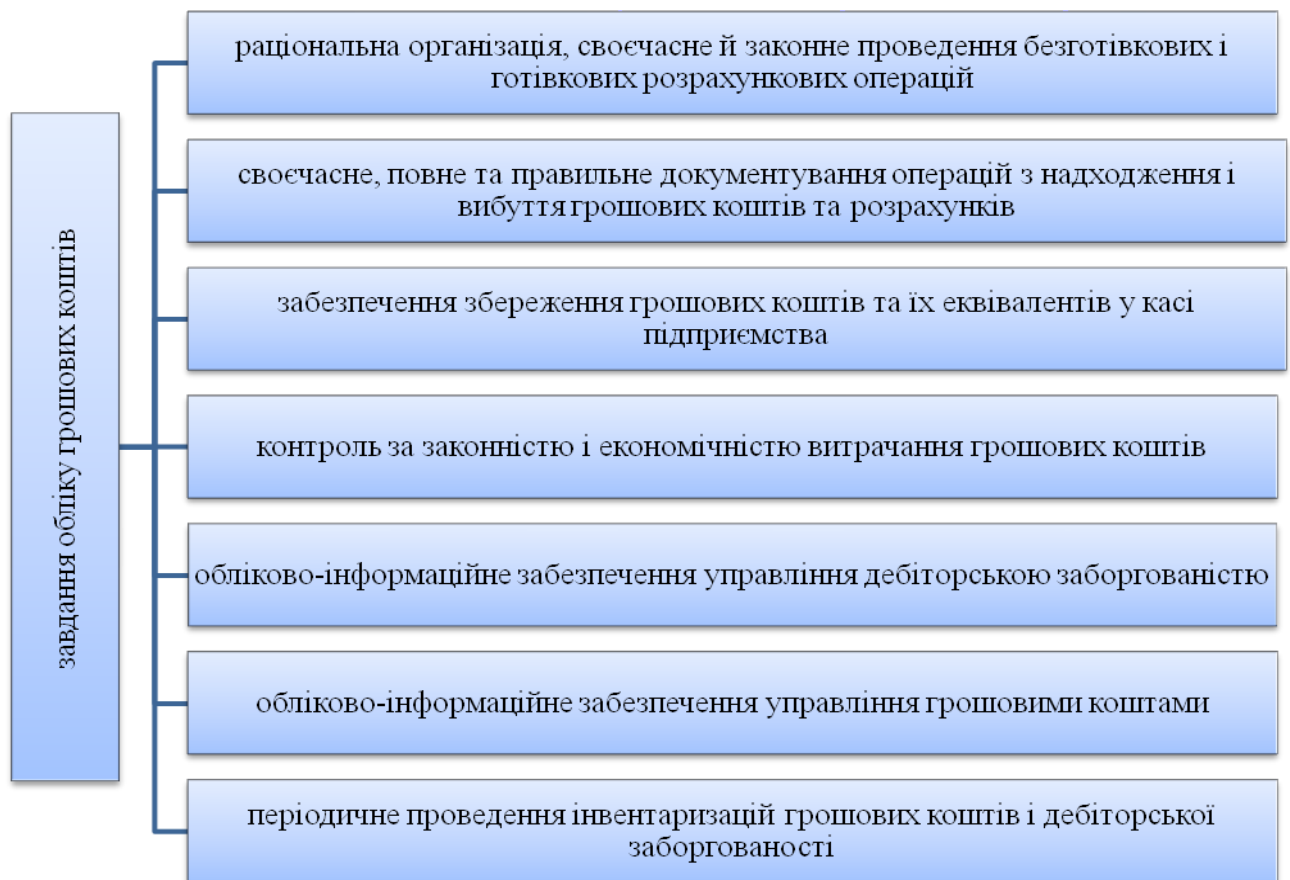 завдання обліку грошових коштів
раціональна організація, своєчасне й законне проведення безготівкових і
готівкових розрахункових операцій
своєчасне, повне та правильне документування операцій з надходження і
вибуття грошових коштів та розрахунків
забезпечення збереження грошових коштів та їх еквівалентів у касі
підприємства
контроль за законністю і економічністю витрачання грошових коштів
обліково-інформаційне забезпечення управління дебіторською заборгованістю
обліково-інформаційне забезпечення управління грошовими коштами
періодичне проведення інвентаризацій грошових коштів і дебіторської
заборгованості